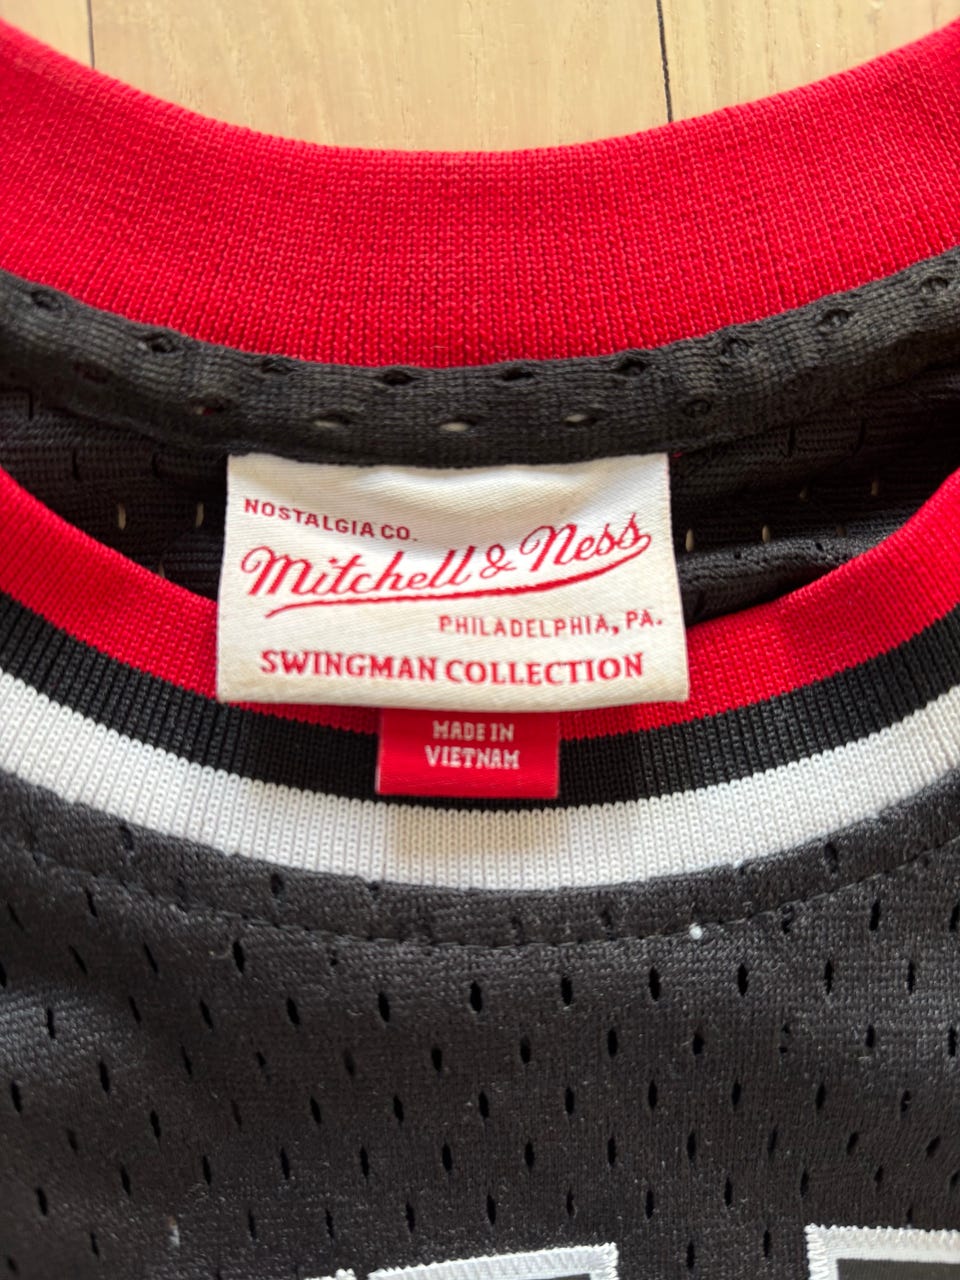 NOSTALGIA CO.
Mitchell & Ness
PHILADELPHIA, PA.
SWINGMAN COLLECTION
MADE IN
VIETNAM